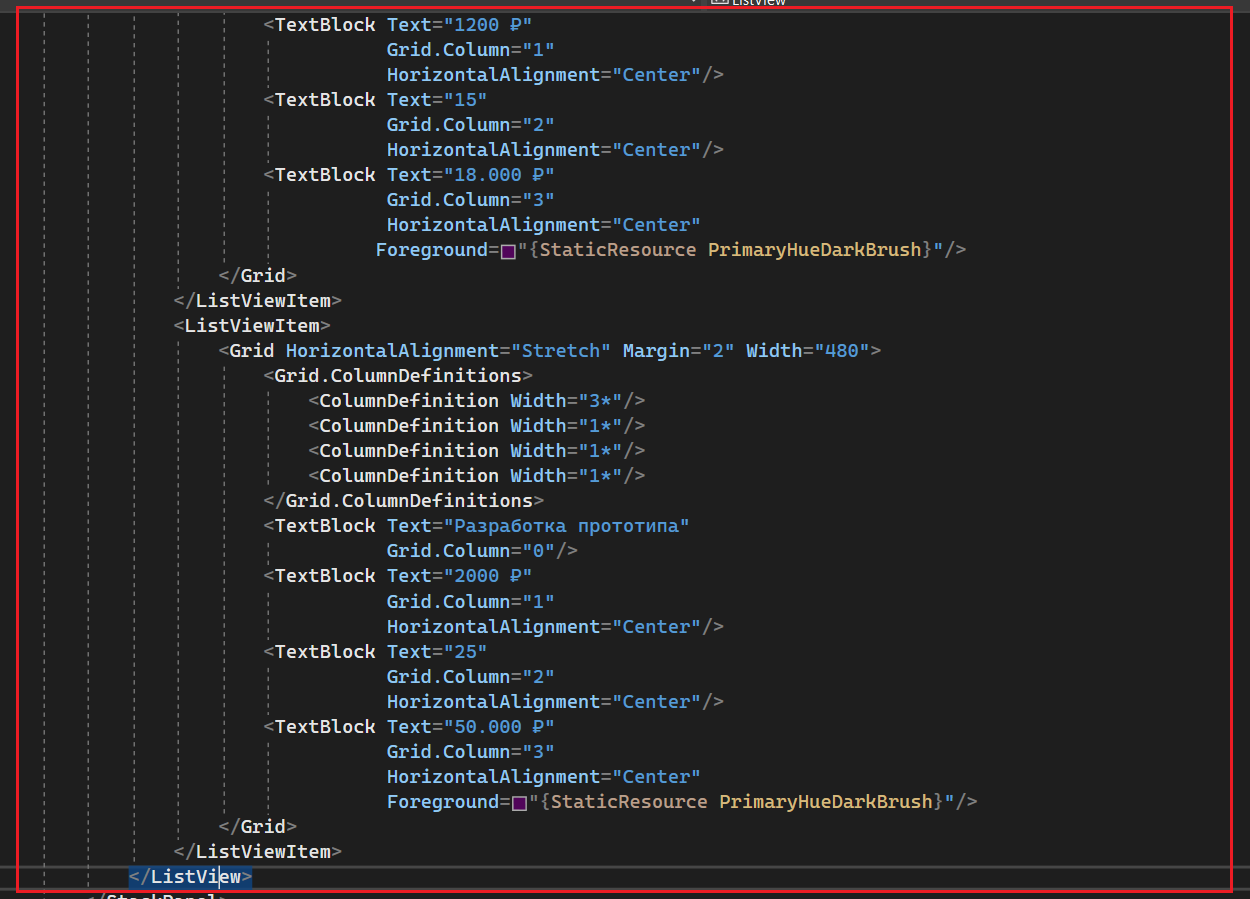 ListView
<TextBlock Text="1200 ₽"
Grid.Column="1"
HorizontalAlignment="Center"/>
<TextBlock Text="15"
Grid.Column="2"
HorizontalAlignment="Center"/>
<TextBlock Text="18.000 ₽"
Grid.Column="3"
HorizontalAlignment="Center"
Foreground="{StaticResource PrimaryHueDarkBrush}"/>
</Grid>
</ListViewItem>
<ListViewItem>
<Grid HorizontalAlignment="Stretch" Margin="2" Width="480">
<Grid.ColumnDefinitions>
<ColumnDefinition Width="3*"/>
<ColumnDefinition Width="1*"/>
<ColumnDefinition Width="1*"/>
<ColumnDefinition Width="1*"/>
</Grid.ColumnDefinitions>
<TextBlock Text="Разработка прототипа"
Grid.Column="0"/>
<TextBlock Text="2000 ₽"
Grid.Column="1"
HorizontalAlignment="Center"/>
<TextBlock Text="25"
Grid.Column="2"
HorizontalAlignment="Center"/>
<TextBlock Text="50.000 ₽"
Grid.Column="3"
HorizontalAlignment="Center"
Foreground="{StaticResource PrimaryHueDarkBrush}"/>
</Grid>
</ListViewItem>
</ListView>
</StackPanel>